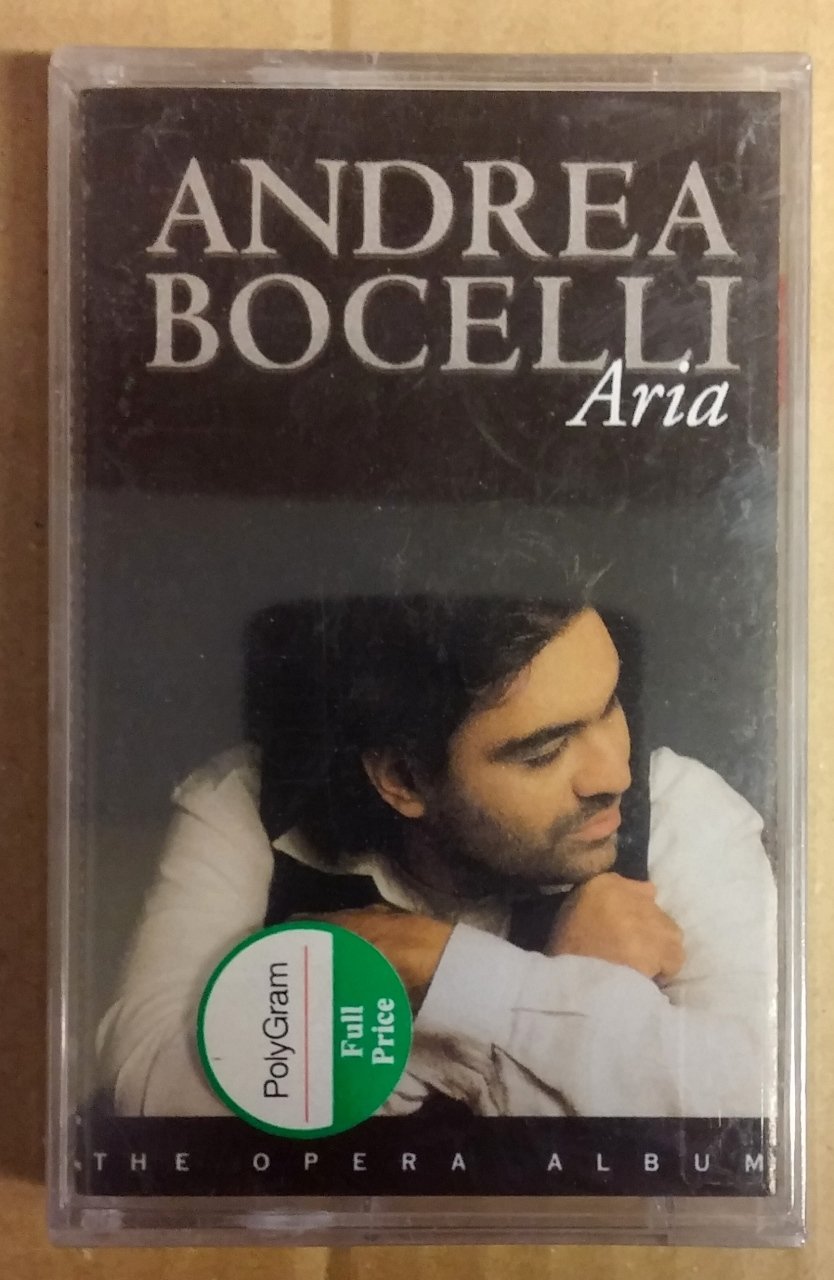 ANDREA
BOCELLI
Aria
PolyGram
Full
Price
THE OPERA ALBUM